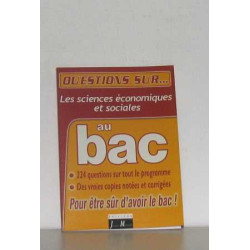 QUESTIONS SUR...
Les sciences économiques
et sociales
au
bac
224 questions sur tout le programme
Des vraies copies notées et corrigées
Pour être sûr d'avoir le bac !